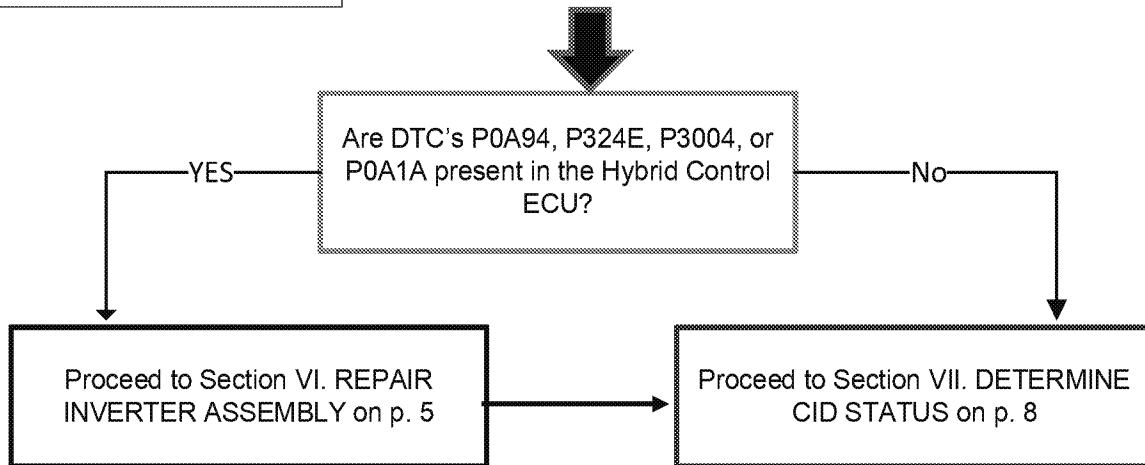 Are DTC's P0A94, P324E, P3004, or
P0A1A present in the Hybrid Control
ECU?
YES
No
Proceed to Section VI. REPAIR
INVERTER ASSEMBLY on p. 5
Proceed to Section VII. DETERMINE
CID STATUS on p. 8